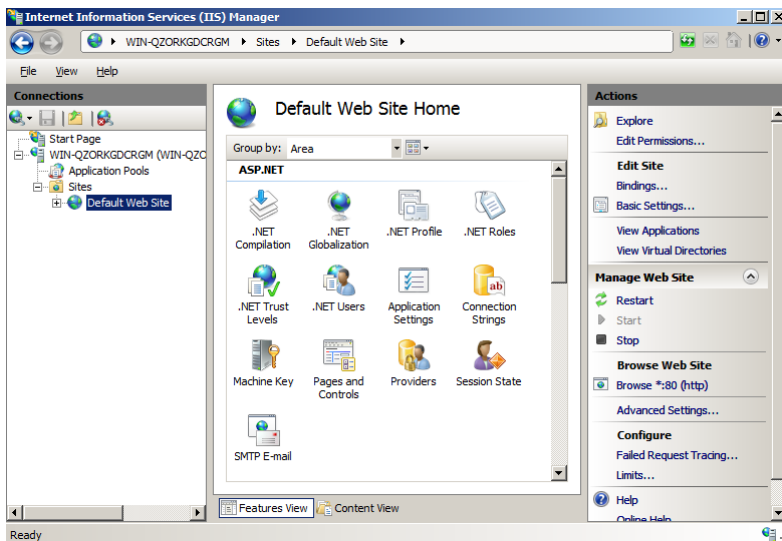 Internet Information Services (IIS) Manager
WIN-QZORKGDCRGM Sites Default Web Site
File View Help
Connections
Start Page
WIN-QZORKGDCRGM (WIN-QZO
Application Pools
Sites
Default Web Site
Default Web Site Home
Group by: Area
ASP.NET
.NET Compilation
.NET Globalization
.NET Profile
.NET Roles
.NET Trust Levels
.NET Users
Application Settings
Connection Strings
ab
Machine Key
Pages and Controls
Providers
Session State
SMTP E-mail
Features View
Content View
Actions
Explore
Edit Permissions...
Edit Site
Bindings...
Basic Settings...
View Applications
View Virtual Directories
Manage Web Site
Restart
Start
Stop
Browse Web Site
Browse *:80 (http)
Advanced Settings...
Configure
Failed Request Tracing...
Limits...
Help
Online Help
Ready